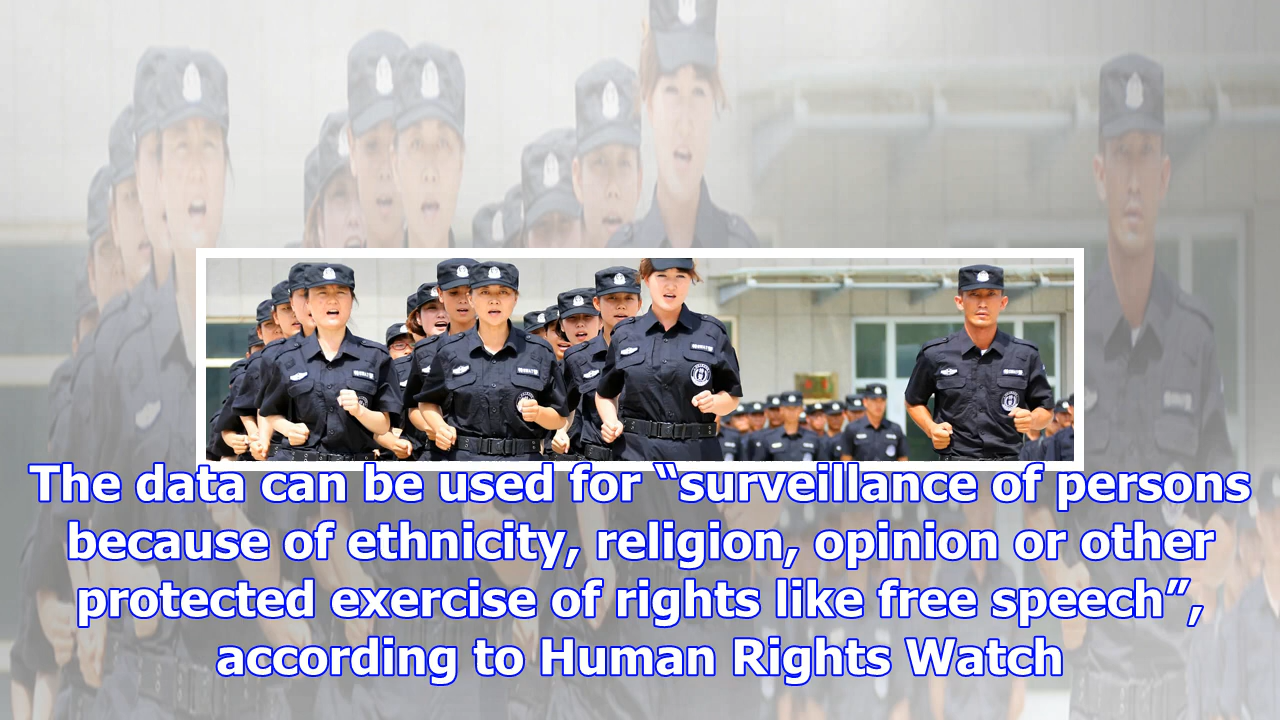 The data can be used for “surveillance of persons
because of ethnicity, religion, opinion or other
protected exercise of rights like free speech”,
according to Human Rights Watch